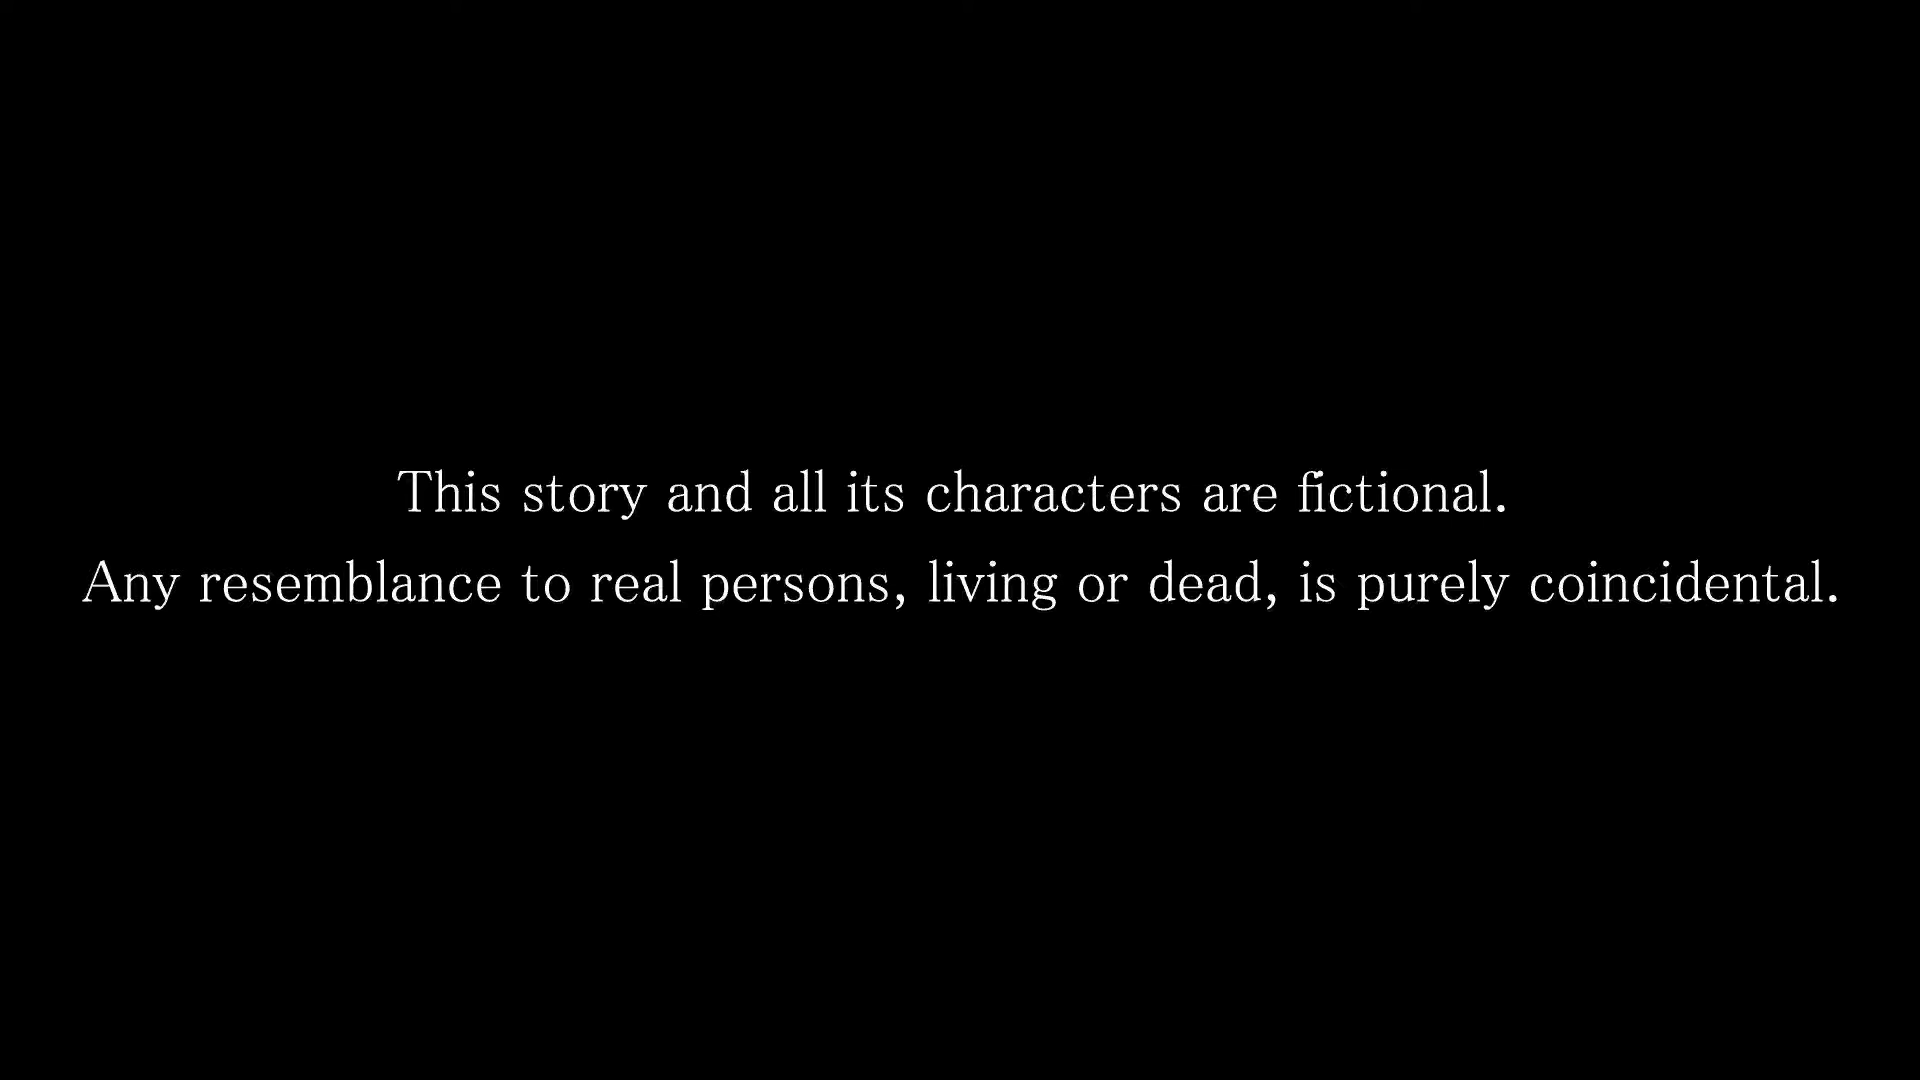 This story and all its characters are fictional.
Any resemblance to real persons, living or dead, is purely coincidental.